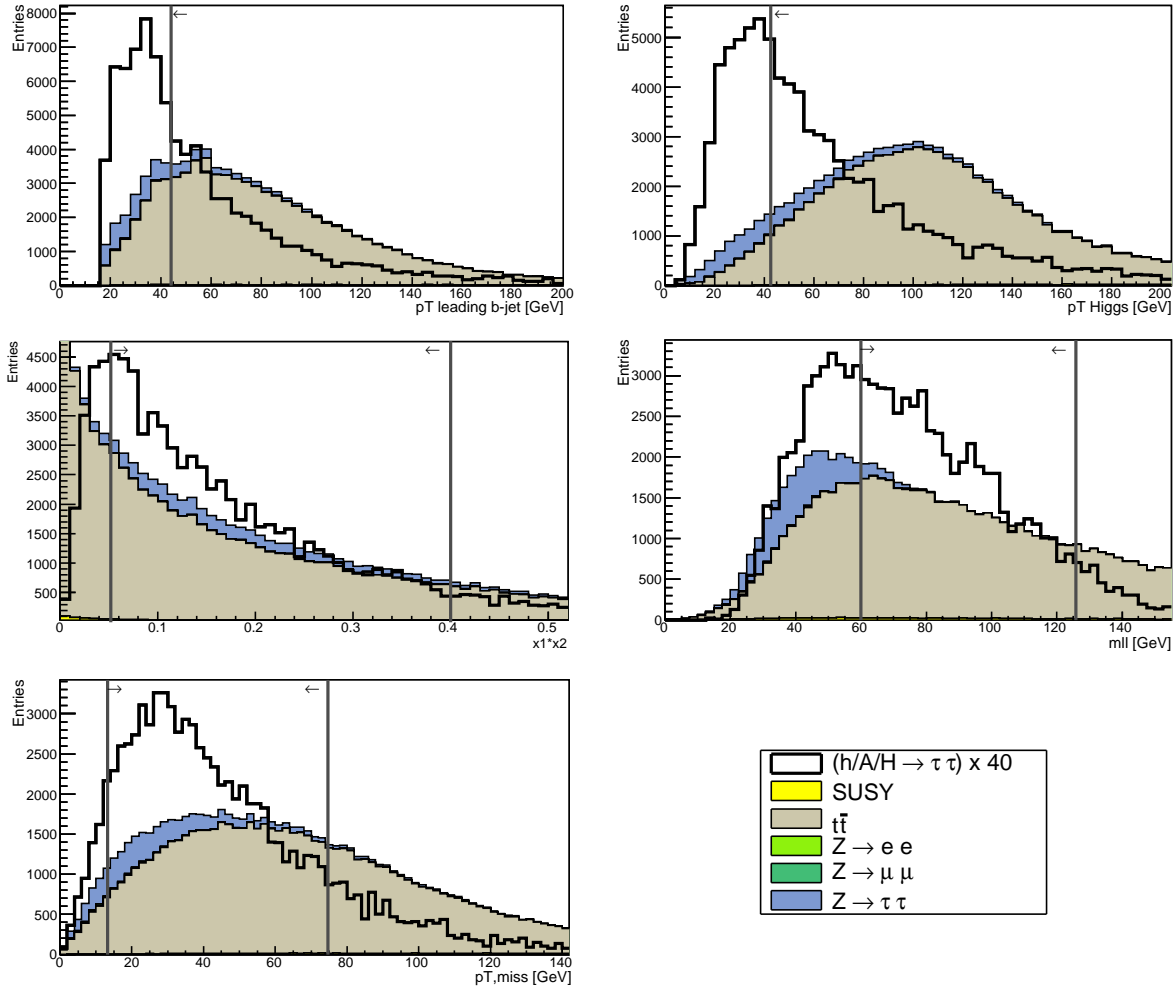 Entries
8000
7000
6000
5000
4000
3000
2000
1000
0
←
0 20 40 60 80 100 120 140 160 180 200
pT leading b-jet [GeV]
Entries
5000
4000
3000
2000
1000
0
←
0 20 40 60 80 100 120 140 160 180 200
pT Higgs [GeV]
Entries
4500
4000
3500
3000
2500
2000
1500
1000
500
→ ←
0 0.1 0.2 0.3 0.4 0.5
x1*x2
Entries
3000
2500
2000
1500
1000
500
0
→ ←
0 20 40 60 80 100 120 140
mll [GeV]
Entries
3000
2500
2000
1500
1000
500
0
→ ←
0 20 40 60 80 100 120 140
pT,miss [GeV]
(h/A/H → τ τ) x 40
SUSY
tt̄
Z → e e
Z → μ μ
Z → τ τ